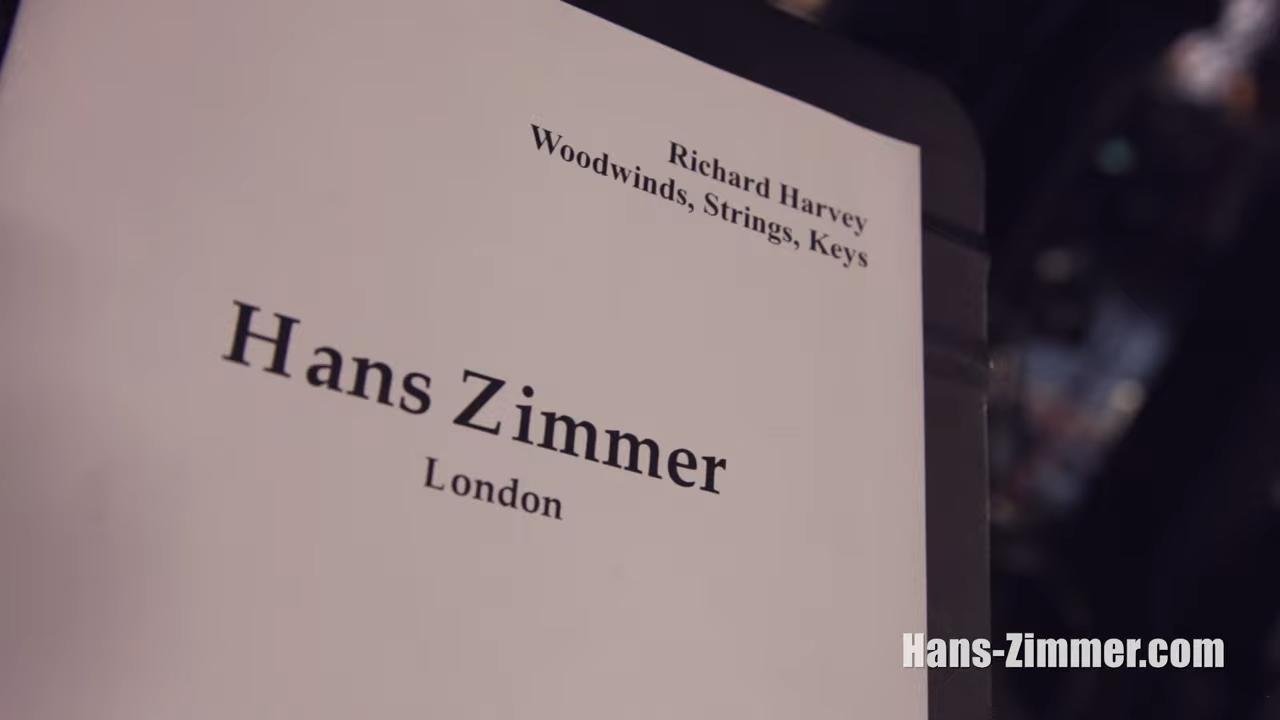 Richard Harvey
Woodwinds, Strings, Keys
Hans Zimmer
London
Hans-Zimmer.com